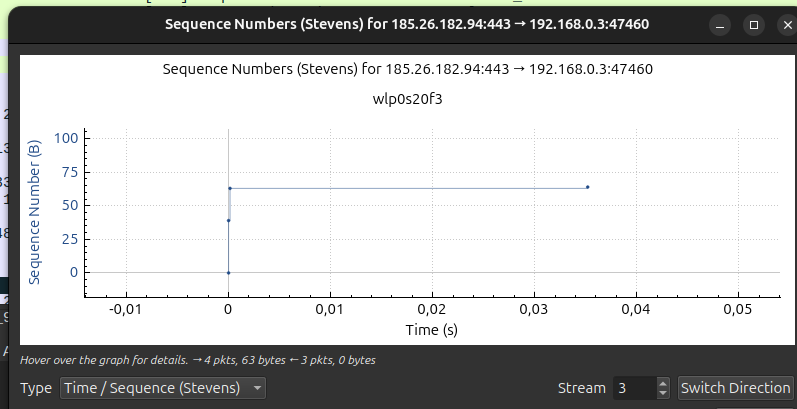 Sequence Numbers (Stevens) for 185.26.182.94:443 → 192.168.0.3:47460
Sequence Numbers (Stevens) for 185.26.182.94:443 → 192.168.0.3:47460
wlp0s20f3
Sequence Number (B)
100
75
50
25
0
-0,01
0
0,01
0,02
0,03
0,04
0,05
Time (s)
Hover over the graph for details. → 4 pkts, 63 bytes ← 3 pkts, 0 bytes
Type Time / Sequence (Stevens) Stream 3 Switch Direction